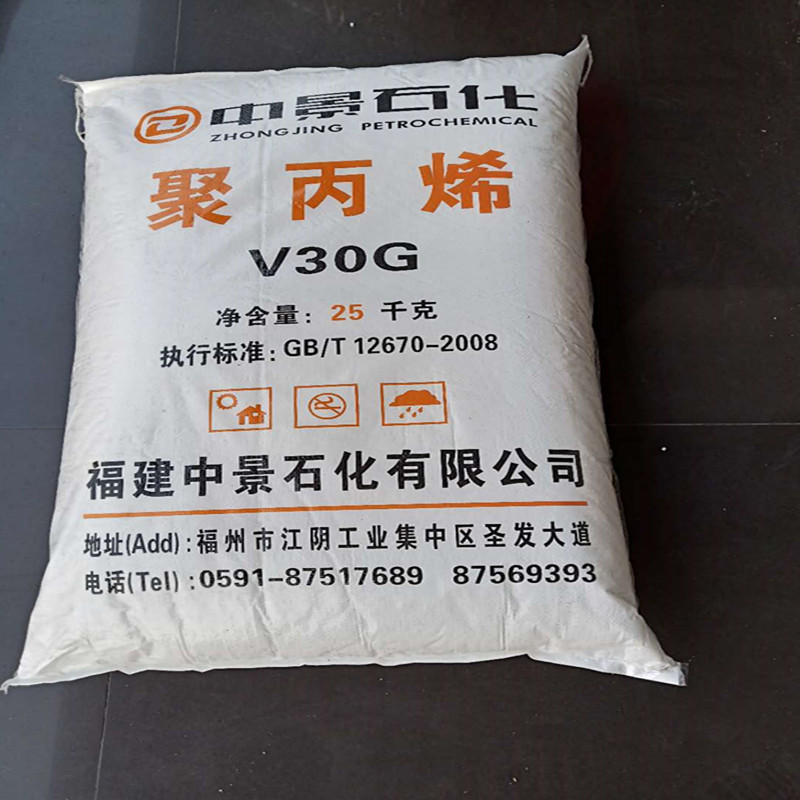 中景石化
ZHONGJING PETROCHEMICAL
聚丙烯
V30G
净含量: 25 千克
执行标准: GB/T 12670-2008
福建中景石化有限公司
地址(Add):福州市江阴工业集中区圣发大道
电话(Tel):0591-87517689 87569393